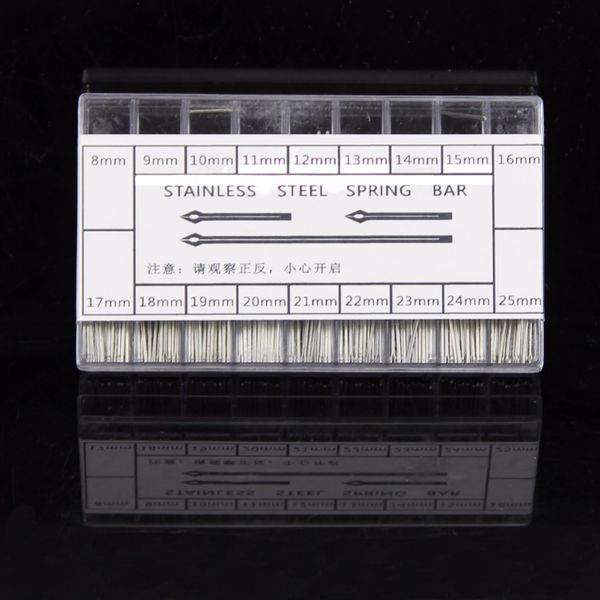 8mm 9mm 10mm 11mm 12mm 13mm 14mm 15mm 16mm
STAINLESS STEEL SPRING BAR
注意：请观察正反，小心开启
17mm 18mm 19mm 20mm 21mm 22mm 23mm 24mm 25mm